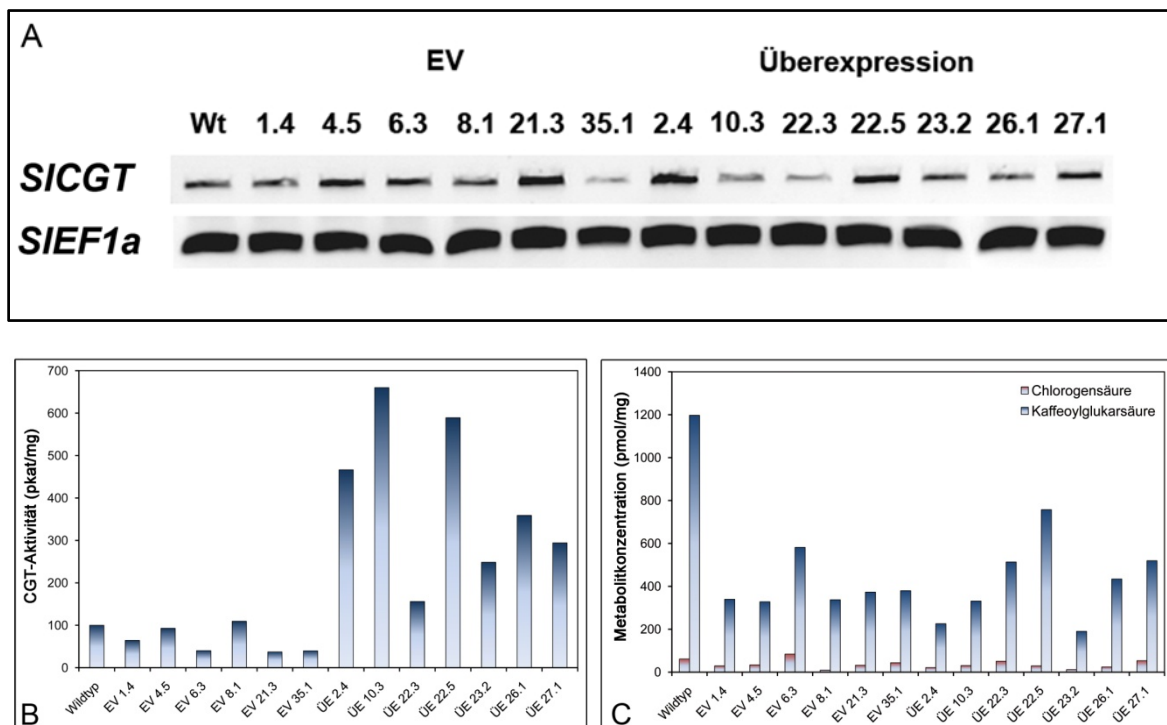 A
EV Überexpression
Wt 1.4 4.5 6.3 8.1 21.3 35.1 2.4 10.3 22.3 22.5 23.2 26.1 27.1
SlCGT
SlEF1a
CGT-Aktivität (pkat/mg)
700
600
500
400
300
200
100
0
Wildtyp EV 1.4 EV 4.5 EV 6.3 EV 8.1 EV 21.3 EV 35.1 ÜE 2.4 ÜE 10.3 ÜE 22.3 ÜE 22.5 ÜE 23.2 ÜE 26.1 ÜE 27.1
B
Metabolitkonzentration (pmol/mg)
1400
1200
1000
800
600
400
200
0
Chlorogensäure
Kaffeoylglukarsäure
Wildtyp EV 1.4 EV 4.5 EV 6.3 EV 8.1 EV 21.3 EV 35.1 ÜE 2.4 ÜE 10.3 ÜE 22.3 ÜE 22.5 ÜE 23.2 ÜE 26.1 ÜE 27.1
C